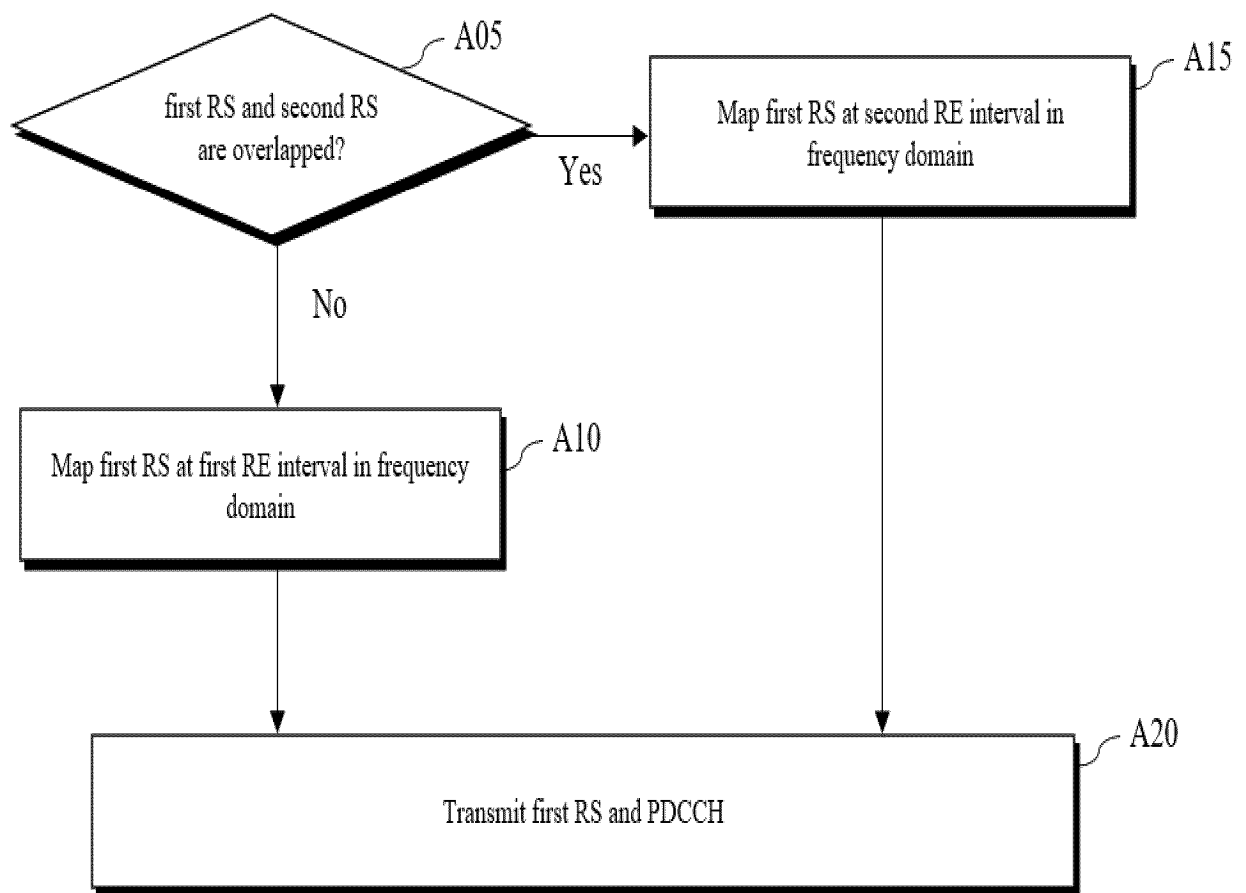 A05
first RS and second RS
are overlapped?
Yes
A15
Map first RS at second RE interval in
frequency domain
No
A10
Map first RS at first RE interval in frequency
domain
A20
Transmit first RS and PDCCH